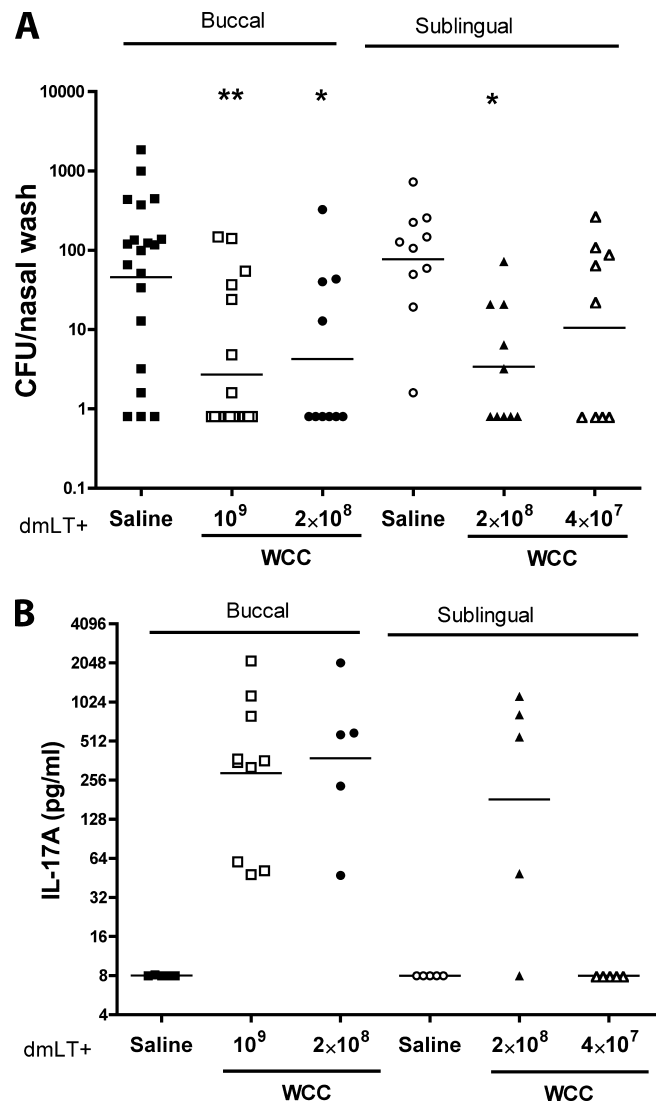 A
Buccal
Sublingual
** * *
CFU/nasal wash
10000
1000
100
10
1
0.1
dmLT+ Saline 10⁹ 2×10⁸ Saline 2×10⁸ 4×10⁷
WCC WCC
B
Buccal
Sublingual
IL-17A (pg/ml)
4096
2048
1024
512
256
128
64
32
16
8
4
dmLT+ Saline 10⁹ 2×10⁸ Saline 2×10⁸ 4×10⁷
WCC WCC